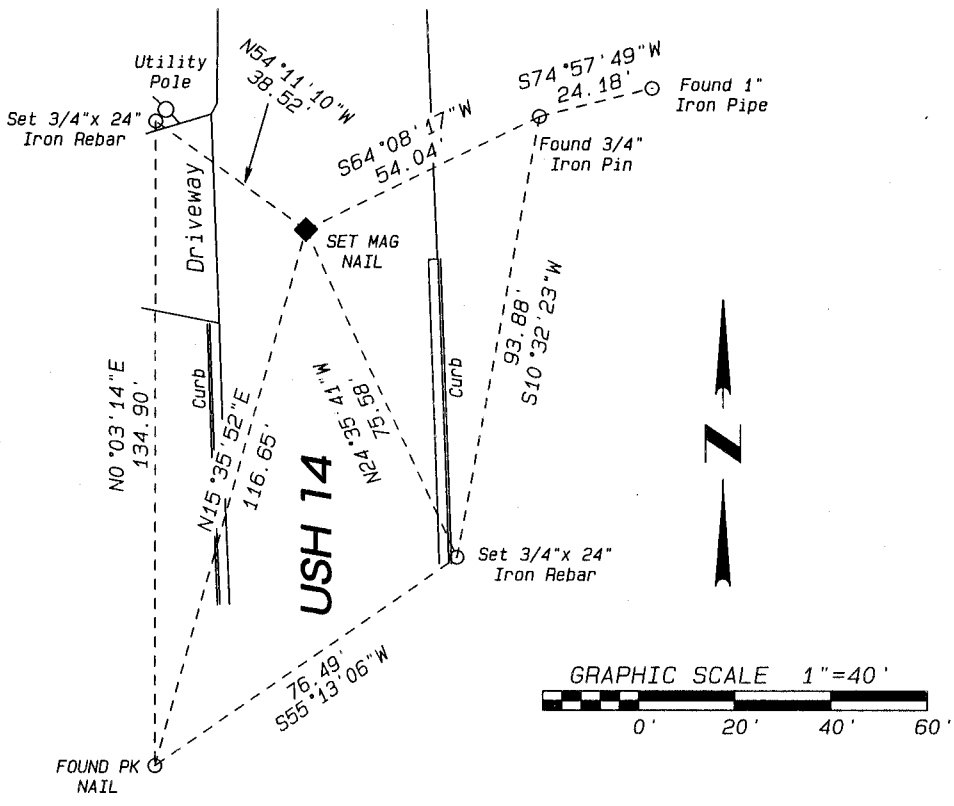 N54°11'10"W
38.52'
Utility
Pole
Set 3/4"x 24"
Iron Rebar
S74°57'49"W
24.18'
Found 1"
Iron Pipe
S64°08'17"W
54.04'
Found 3/4"
Iron Pin
Driveway
SET MAG
NAIL
93.88'
S10°32'23"W
N0°03'14"E
134.90'
Curb
Curb
N15°35'52"E
116.65'
N24°35'41"W
75.58'
USH 14
N
Set 3/4"x 24"
Iron Rebar
76.49'
S55°13'06"W
GRAPHIC SCALE 1"=40'
0' 20' 40' 60'
FOUND PK
NAIL